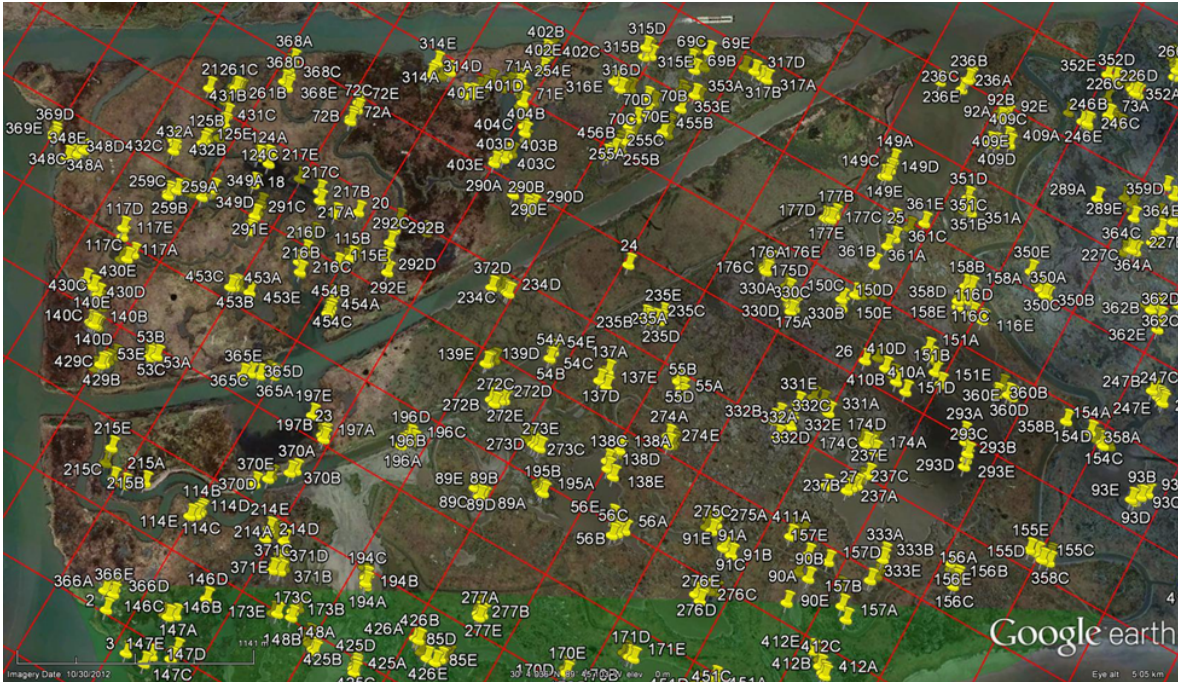 368A
402B
315D
368D
314E
402E
402C
315B
69C
69E
314D
254E
315E
69B
317D
236B
352E
352D
21261C
368C
314A
71A
316E
316D
353A
317B
317A
236C
236A
226D
261B
368E
72C
72E
401E
401D
71E
70D
70B
353E
236E
92B
92E
226C
352A
431B
431C
72B
72A
404C
404B
70C
70E
455B
92A
409C
246B
73A
125B
125E
403D
403B
456B
255C
409E
409A
246E
246C
369D
369E
348E
348D
432A
432B
124A
403E
403C
255A
255B
149A
409D
348C
348A
432C
124C
217E
349A
18
217C
290A
290B
290D
149C
149D
351D
289A
359D
259C
259A
259B
349D
291C
217B
290E
177B
149E
351C
289E
364E
117D
291E
217A
20
292C
177D
177C
25
361E
351B
351A
364C
117E
216D
115B
292B
24
177E
361B
361C
350E
227C
227B
117C
117A
216B
115E
292D
176A
176E
361A
364A
430C
430E
453C
453A
216C
292E
372D
176C
175D
158B
158A
350A
430D
453B
453E
454B
454A
234C
234D
235E
330A
330C
150C
150D
358D
116D
350C
350B
140E
140C
140B
454C
235B
235A
235C
330D
330B
150E
158E
116C
116E
362B
362D
140D
53B
235D
175A
362C
362E
429C
53E
53C
53A
365E
139E
139D
54A
54E
137A
26
410D
151B
151A
429B
365C
365D
54C
54B
137E
55B
55A
410B
410A
151E
247B
247C
365A
272C
272D
137D
55D
331E
151D
360E
360B
247E
197E
272B
332B
332C
331A
360D
23
196D
272E
274A
332A
332E
293A
358B
154A
215E
197B
197A
196C
273E
332D
174D
293C
154D
358A
196B
273D
273C
138C
138A
274E
174C
174A
293B
154C
215C
215A
370E
370A
196A
138D
237E
293D
293E
215B
370D
370B
89E
89B
195B
138E
237C
93E
93B
114B
89C
89D
89A
195A
237B
237A
93C
93D
114E
114D
214E
56E
56C
56A
275C
275A
411A
114C
214A
214D
56B
91E
91B
157E
333A
155E
371C
371D
194C
91C
90B
157D
333B
156A
155D
155C
366A
366E
366D
371E
371B
194B
276E
90A
333E
156E
156B
358C
2
146D
194A
277A
276C
157B
156C
146C
146B
173E
173C
173B
277B
276D
90E
157A
147A
148A
426A
426B
277E
3
147E
148B
425D
85D
171D
412E
412C
147D
425B
425A
85E
170E
171E
412B
412A
147C
425C
426E
170D
451C
451A
1141 m
Google earth
Imagery Date: 10/30/2012
Eye alt 5.05 km